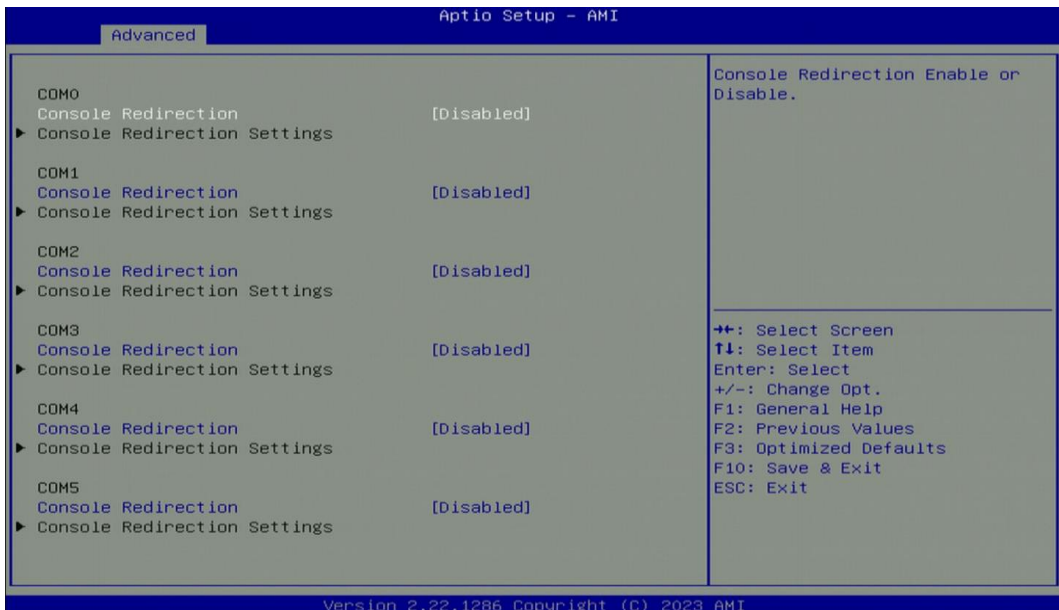 Aptio Setup – AMI
Advanced
COM0
Console Redirection [Disabled]
▶ Console Redirection Settings
COM1
Console Redirection [Disabled]
▶ Console Redirection Settings
COM2
Console Redirection [Disabled]
▶ Console Redirection Settings
COM3
Console Redirection [Disabled]
▶ Console Redirection Settings
COM4
Console Redirection [Disabled]
▶ Console Redirection Settings
COM5
Console Redirection [Disabled]
▶ Console Redirection Settings
Console Redirection Enable or
Disable.
→←: Select Screen
↑↓: Select Item
Enter: Select
+/-: Change Opt.
F1: General Help
F2: Previous Values
F3: Optimized Defaults
F10: Save & Exit
ESC: Exit
Version 2.22.1286 Copyright (C) 2023 AMI